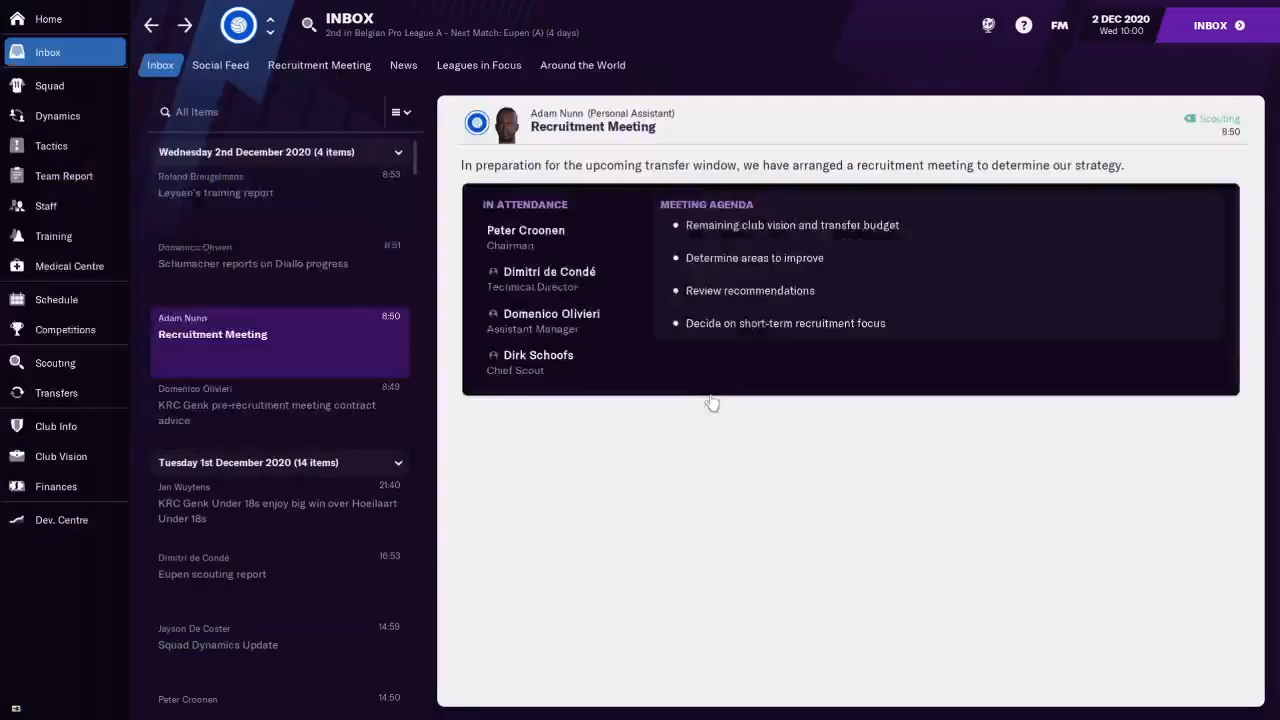 Home
Inbox
Squad
Dynamics
Tactics
Team Report
Staff
Training
Medical Centre
Schedule
Competitions
Scouting
Transfers
Club Info
Club Vision
Finances
Dev. Centre
INBOX
2nd in Belgian Pro League A - Next Match: Eupen (A) (4 days)
?
FM
2 DEC 2020
Wed 10:00
INBOX
Inbox
Social Feed
Recruitment Meeting
News
Leagues in Focus
Around the World
All Items
Wednesday 2nd December 2020 (4 items)
Roland Breugelmans
8:53
Leysen's training report
Domenico Olivieri
8:51
Schumacher reports on Diallo progress
Adam Nunn
8:50
Recruitment Meeting
Domenico Olivieri
8:49
KRC Genk pre-recruitment meeting contract
advice
Tuesday 1st December 2020 (14 items)
Jan Wuytens
21:40
KRC Genk Under 18s enjoy big win over Hoeilaart
Under 18s
Dimitri de Condé
16:53
Eupen scouting report
Jayson De Coster
14:59
Squad Dynamics Update
Peter Croonen
14:50
Adam Nunn (Personal Assistant)
Recruitment Meeting
Scouting
8:50
In preparation for the upcoming transfer window, we have arranged a recruitment meeting to determine our strategy.
IN ATTENDANCE
Peter Croonen
Chairman
Dimitri de Condé
Technical Director
Domenico Olivieri
Assistant Manager
Dirk Schoofs
Chief Scout
MEETING AGENDA
• Remaining club vision and transfer budget
• Determine areas to improve
• Review recommendations
• Decide on short-term recruitment focus